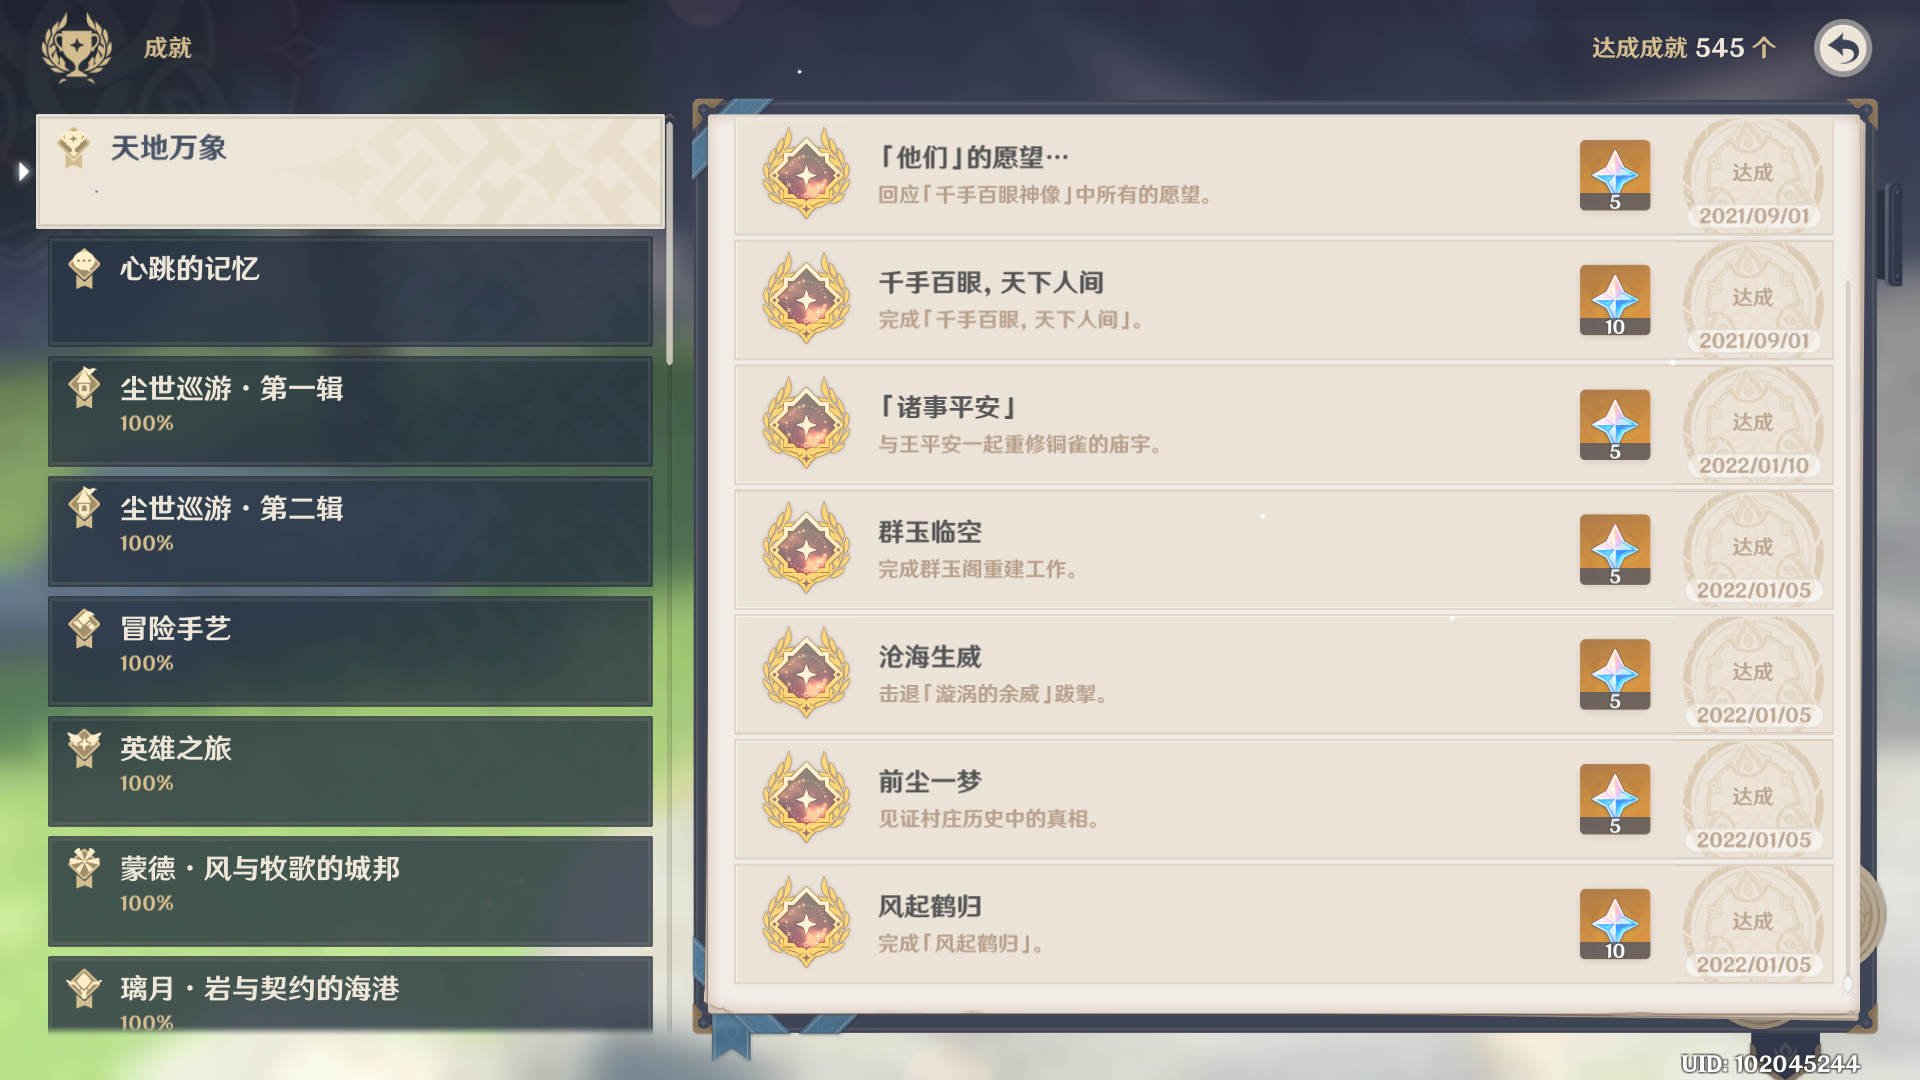 成就
达成成就 545 个
天地万象
心跳的记忆
尘世巡游·第一辑
100%
尘世巡游·第二辑
100%
冒险手艺
100%
英雄之旅
100%
蒙德·风与牧歌的城邦
100%
璃月·岩与契约的海港
100%
「他们」的愿望…
回应「千手百眼神像」中所有的愿望。
5
达成
2021/09/01
千手百眼，天下人间
完成「千手百眼，天下人间」。
10
达成
2021/09/01
「诸事平安」
与王平安一起重修铜雀的庙宇。
5
达成
2022/01/10
群玉临空
完成群玉阁重建工作。
5
达成
2022/01/05
沧海生威
击退「漩涡的余威」跋掣。
5
达成
2022/01/05
前尘一梦
见证村庄历史中的真相。
5
达成
2022/01/05
风起鹤归
完成「风起鹤归」。
10
达成
2022/01/05
UID: 102045244